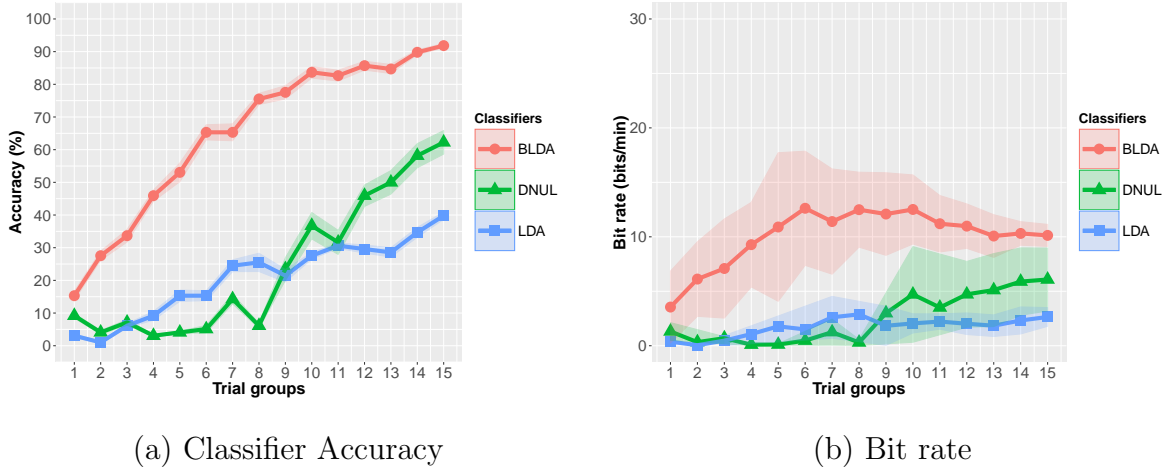 100
90
80
70
60
50
40
30
20
10
0
Accuracy (%)
1 2 3 4 5 6 7 8 9 10 11 12 13 14 15
Trial groups
Classifiers
BLDA
DNUL
LDA
(a) Classifier Accuracy
30
20
10
0
Bit rate (bits/min)
1 2 3 4 5 6 7 8 9 10 11 12 13 14 15
Trial groups
Classifiers
BLDA
DNUL
LDA
(b) Bit rate